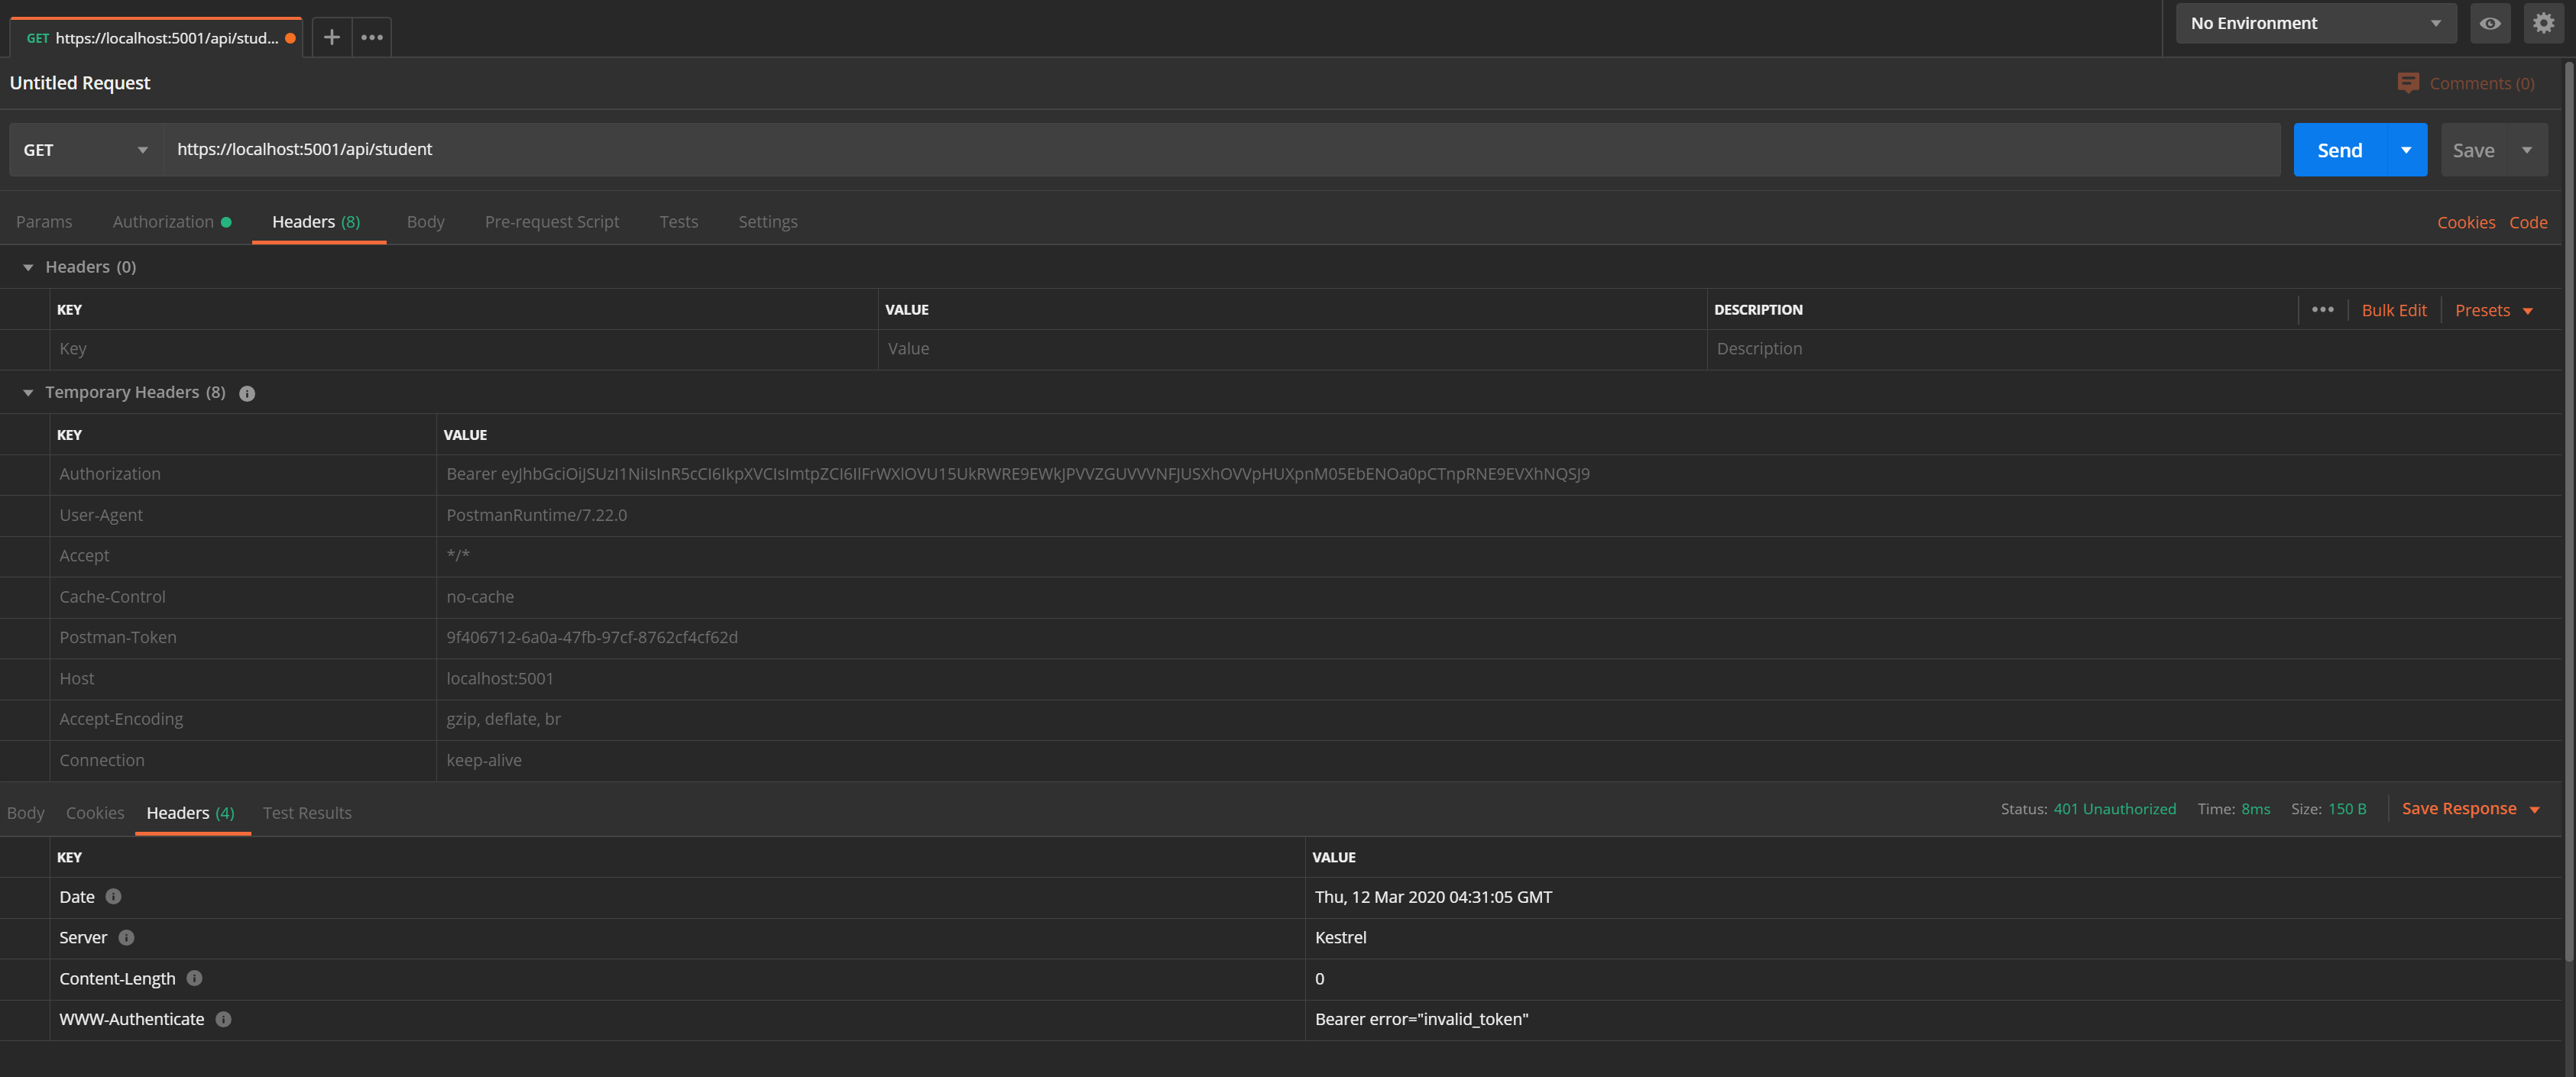 GET https://localhost:5001/api/stud...
No Environment
Untitled Request
Comments (0)
GET https://localhost:5001/api/student Send Save
Params Authorization Headers (8) Body Pre-request Script Tests Settings Cookies Code
Headers (0)
KEY VALUE DESCRIPTION Bulk Edit Presets
Key Value Description
Temporary Headers (8)
KEY VALUE
Authorization Bearer eyJhbGciOiJSUzI1NiIsInR5cCI6IkpXVCIsImtpZCI6IlFrWXlOVU15UkRWRE9EWkJPVVZGUVVVNFJUSXhOVVpHUXpnM05EbENOa0pCTnpRNE9EVXhNQSJ9
User-Agent PostmanRuntime/7.22.0
Accept */*
Cache-Control no-cache
Postman-Token 9f406712-6a0a-47fb-97cf-8762cf4cf62d
Host localhost:5001
Accept-Encoding gzip, deflate, br
Connection keep-alive
Body Cookies Headers (4) Test Results Status: 401 Unauthorized Time: 8ms Size: 150 B Save Response
KEY VALUE
Date Thu, 12 Mar 2020 04:31:05 GMT
Server Kestrel
Content-Length 0
WWW-Authenticate Bearer error="invalid_token"